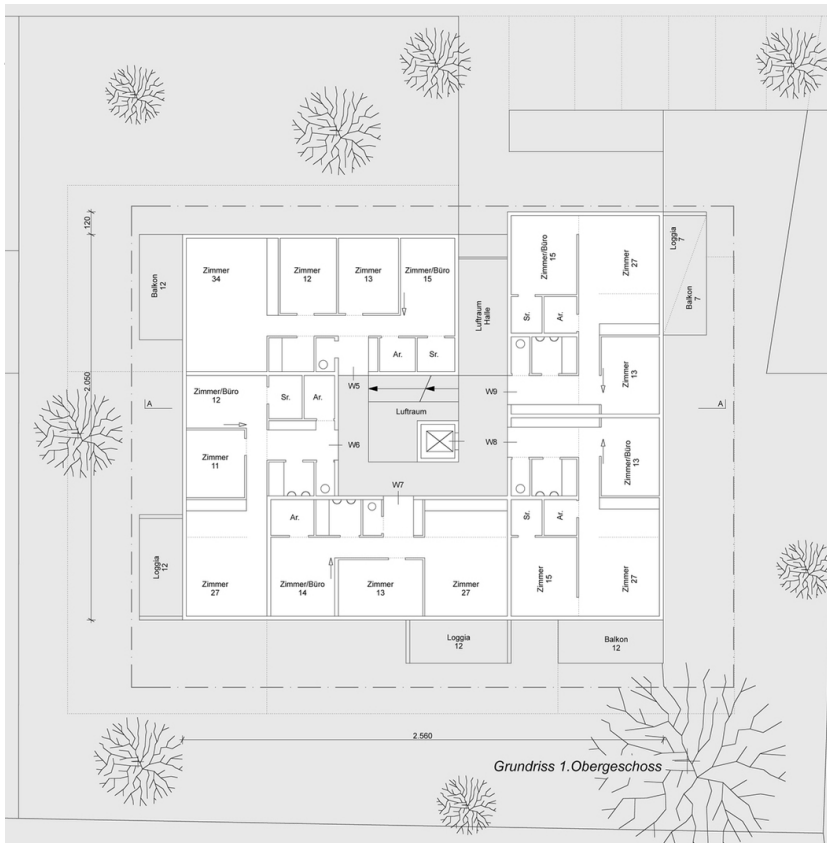 120
Balkon
12
Zimmer
34
Zimmer
12
Zimmer
13
Zimmer/Büro
15
Luftraum
Halle
Zimmer/Büro
15
Zimmer
27
Loggia
7
Balkon
7
Sr.
Ar.
Ar.
Sr.
W5
W9
Zimmer
13
2.050
A
Zimmer/Büro
12
Sr.
Ar.
Luftraum
A
Zimmer
11
W6
W8
Zimmer/Büro
13
W7
Ar.
Sr.
Ar.
Loggia
12
Zimmer
27
Zimmer/Büro
14
Zimmer
13
Zimmer
27
Zimmer
15
Zimmer
27
Loggia
12
Balkon
12
2.560
Grundriss 1.Obergeschoss